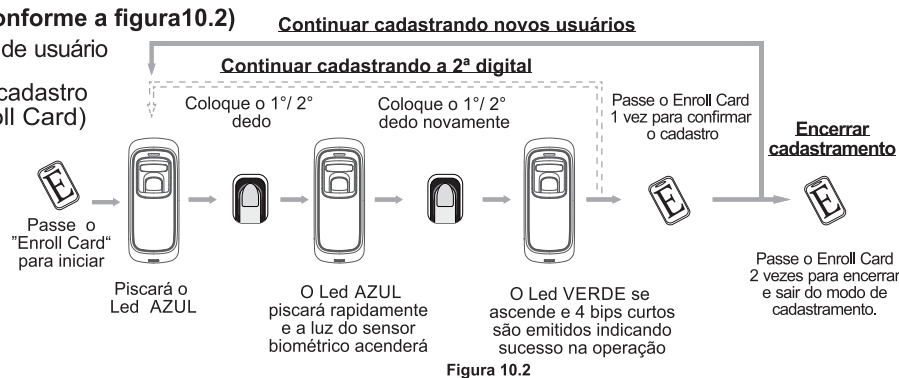 onforme a figura10.2)
de usuário
cadastro
ll Card)
Continuar cadastrando novos usuários
Continuar cadastrando a 2ª digital
Coloque o 1°/ 2°
dedo
Coloque o 1°/ 2°
dedo novamente
Passe o Enroll Card
1 vez para confirmar
o cadastro
Encerrar
cadastramento
E
E
E
Passe o
"Enroll Card“
para iniciar
Piscará o
Led AZUL
O Led AZUL
piscará rapidamente
e a luz do sensor
biométrico acenderá
O Led VERDE se
ascende e 4 bips curtos
são emitidos indicando
sucesso na operação
Passe o Enroll Card
2 vezes para encerrar
e sair do modo de
cadastramento.
Figura 10.2